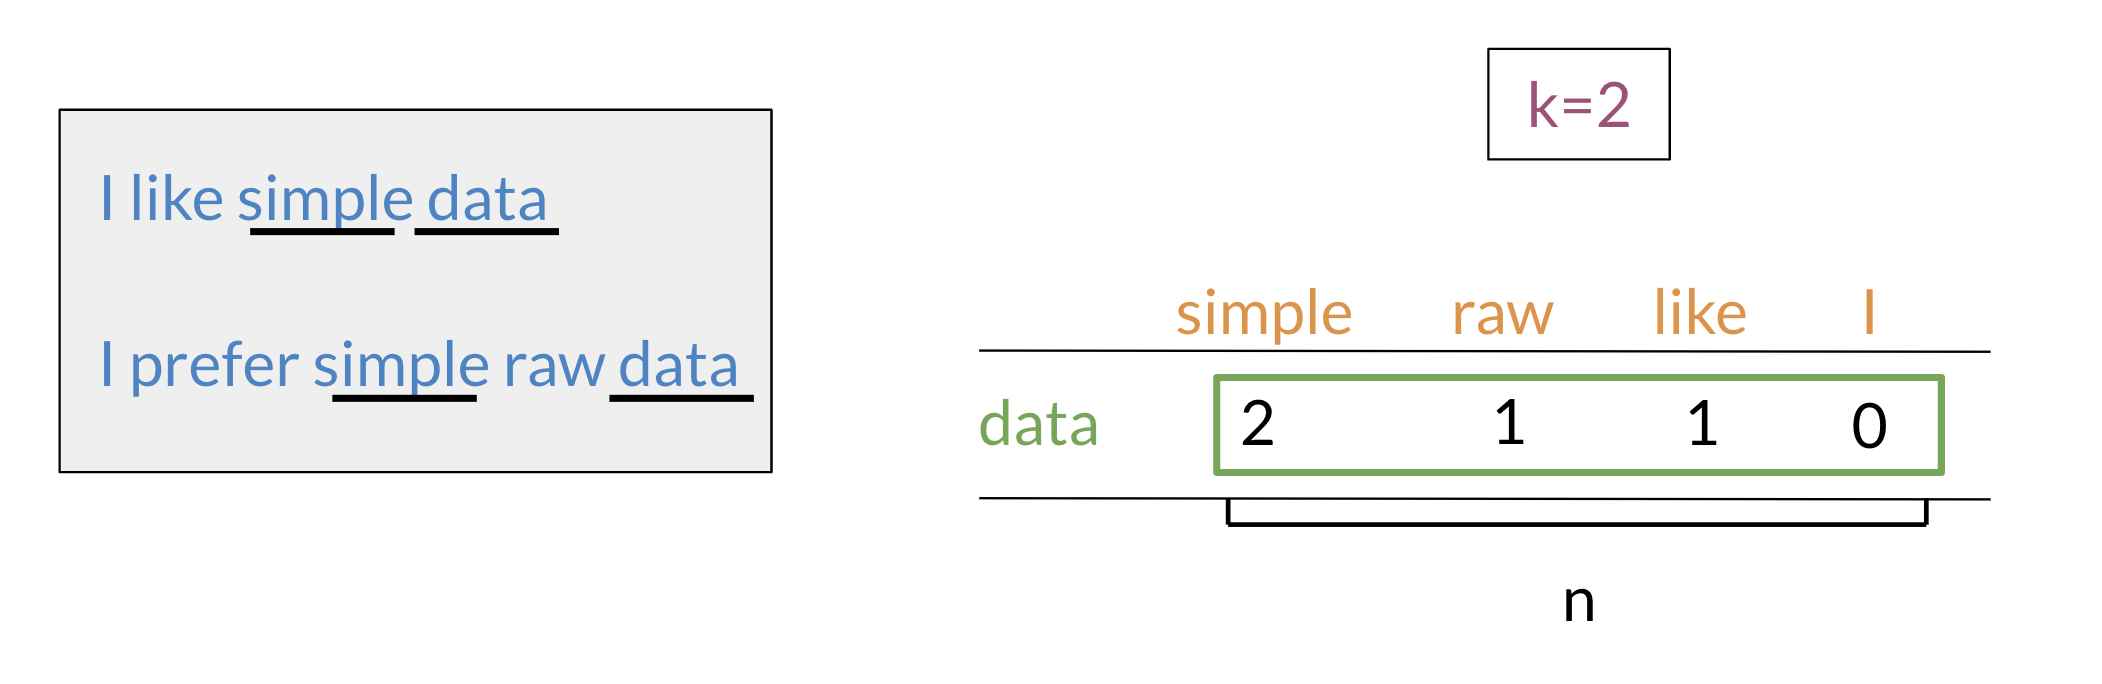 I like simple data
I prefer simple raw data
k=2
simple raw like I
data 2 1 1 0
n